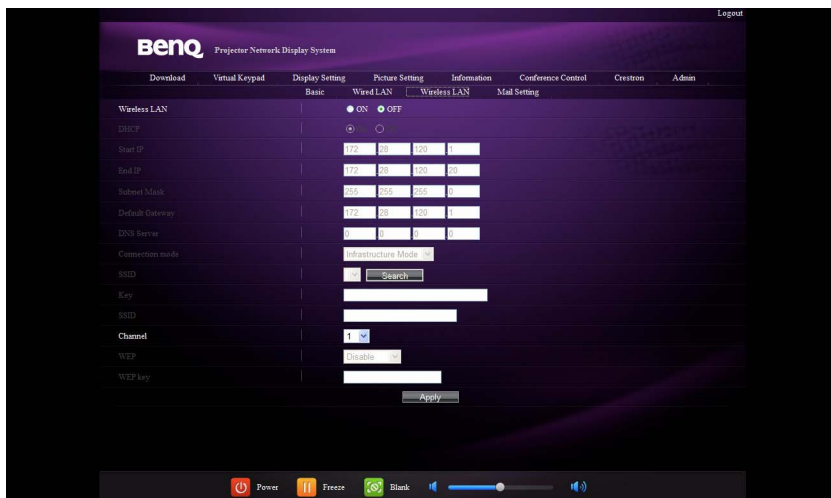 Logout
BenQ Projector Network Display System
Download Virtual Keypad Display Setting Picture Setting Information Conference Control Crestron Admin
Basic Wired LAN Wireless LAN Mail Setting
Wireless LAN ON OFF
DHCP
Start IP 172 . 28 . 120 . 1
End IP 172 . 28 . 120 . 20
Subnet Mask 255 . 255 . 255 . 0
Default Gateway 172 . 28 . 120 . 1
DNS Server 0 . 0 . 0 . 0
Connection mode Infrastructure Mode
SSID Search
Key
SSID
Channel 1
WEP Disable
WEP key
Apply
Power Freeze Blank